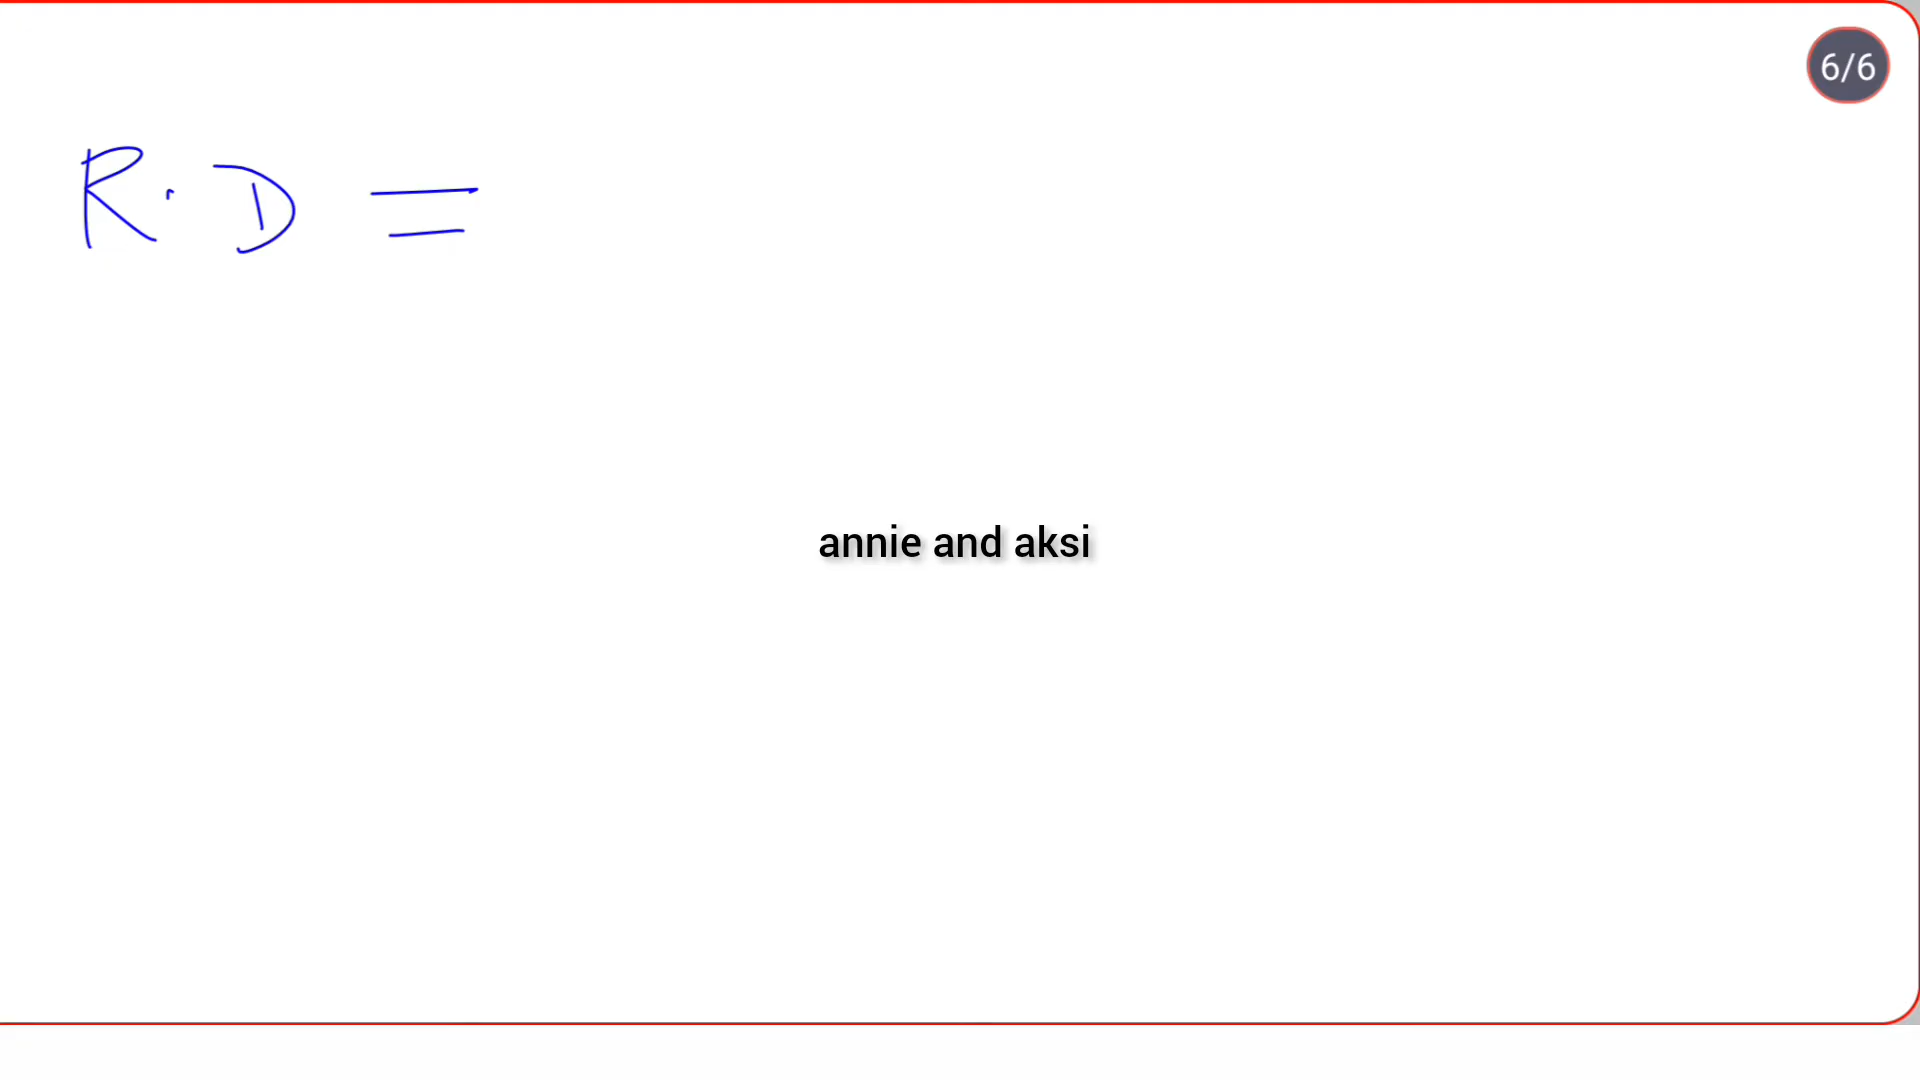 6/6
R. D =
annie and aksi